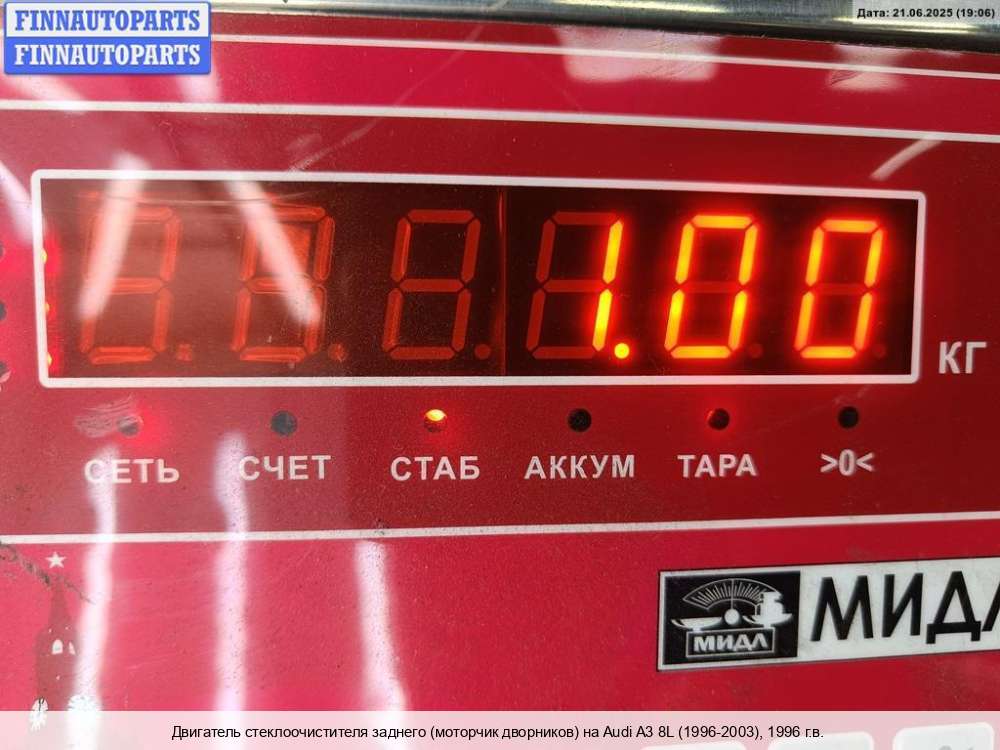 FINNAUTOPARTS
FINNAUTOPARTS
Дата: 21.06.2025 (19:06)
1.00
КГ
СЕТЬ СЧЕТ СТАБ АККУМ ТАРА >0<
МИДЛ
МИДЛ
Двигатель стеклоочистителя заднего (моторчик дворников) на Audi A3 8L (1996-2003), 1996 г.в.